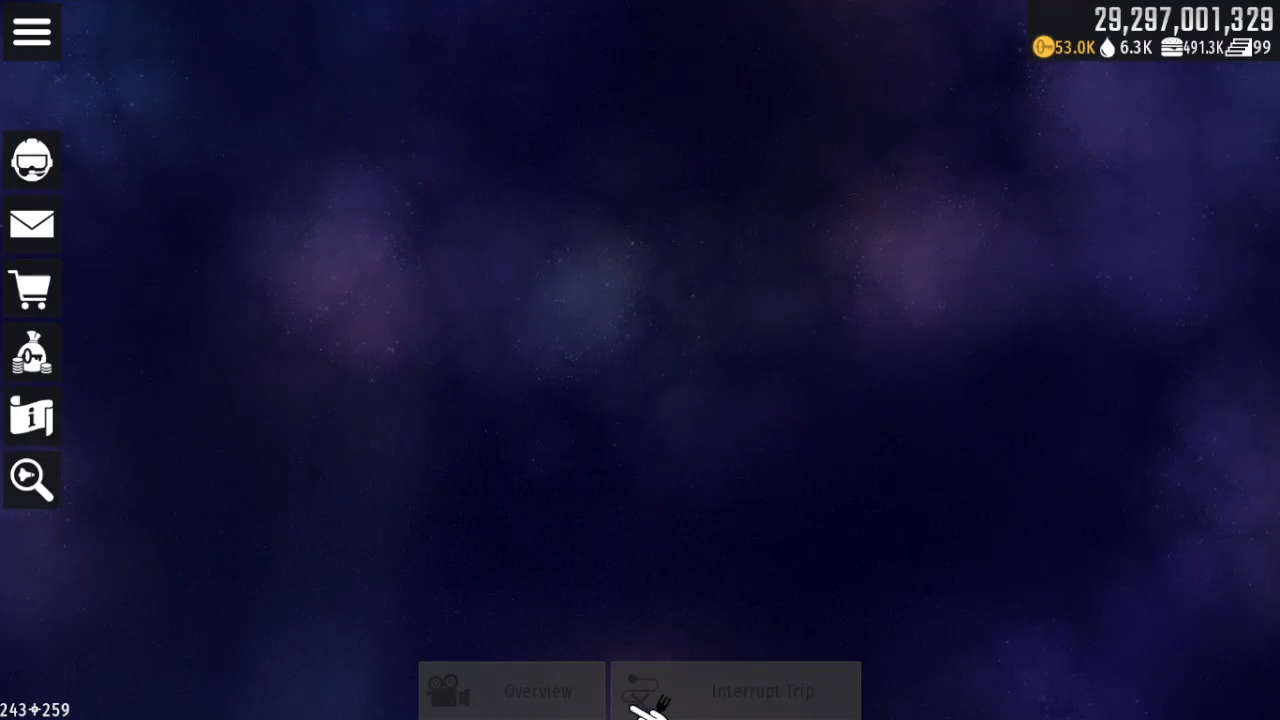 29,297,001,329
53.0K 6.3K 491.3K 99
i
Overview
Interrupt Trip
243 259